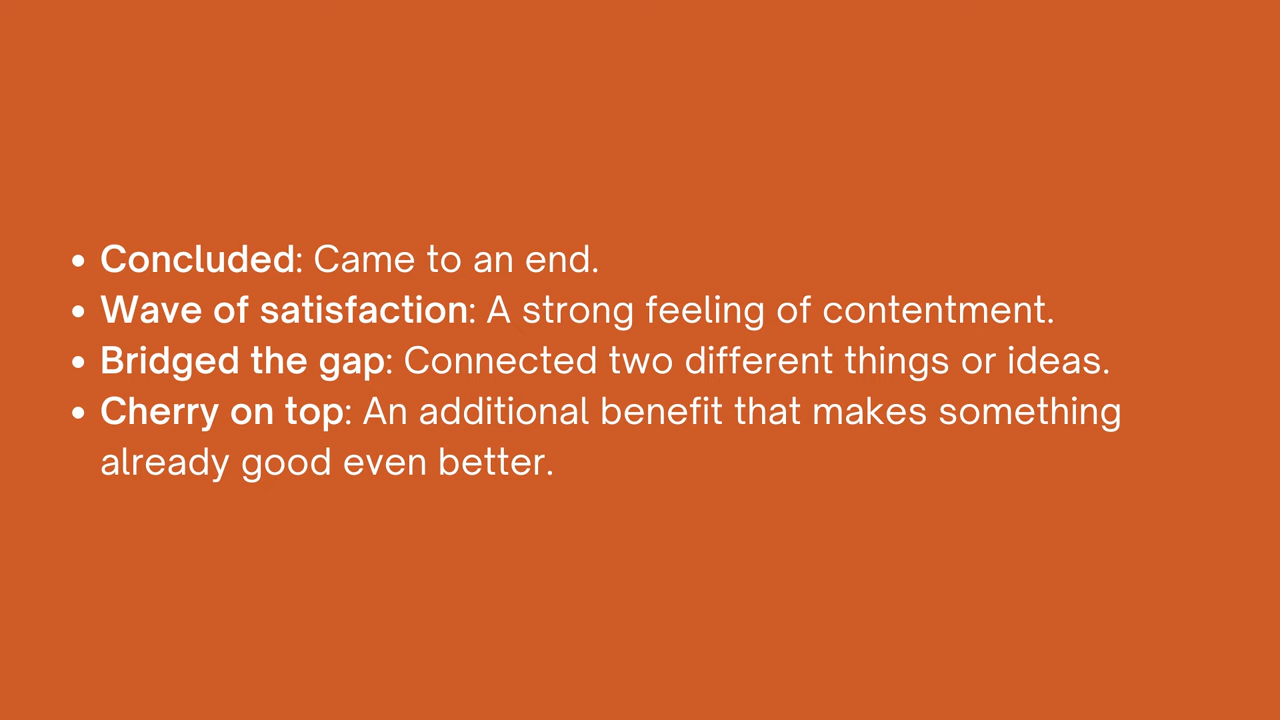 • Concluded: Came to an end.
• Wave of satisfaction: A strong feeling of contentment.
• Bridged the gap: Connected two different things or ideas.
• Cherry on top: An additional benefit that makes something
already good even better.